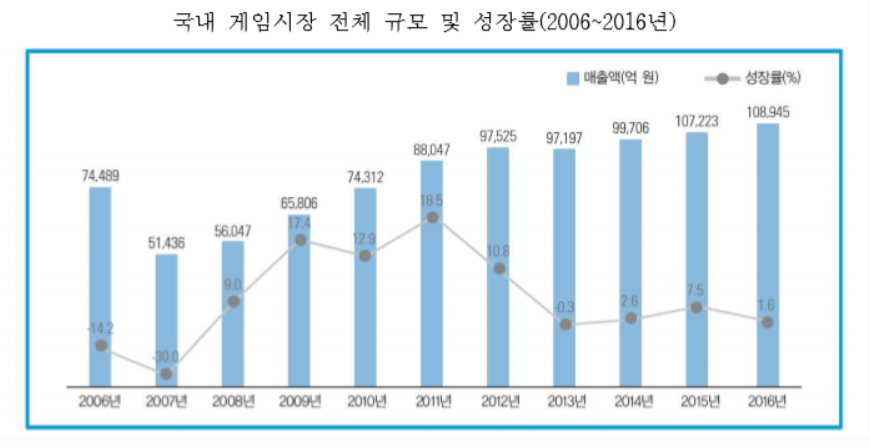 국내 게임시장 전체 규모 및 성장률(2006~2016년)
매출액(억 원) 성장률(%)
74,489 51,436 56,047 65,806 74,312 88,047 97,525 97,197 99,706 107,223 108,945
-14.2 -30.0 9.0 17.4 12.9 18.5 10.8 -0.3 2.6 7.5 1.6
2006년 2007년 2008년 2009년 2010년 2011년 2012년 2013년 2014년 2015년 2016년